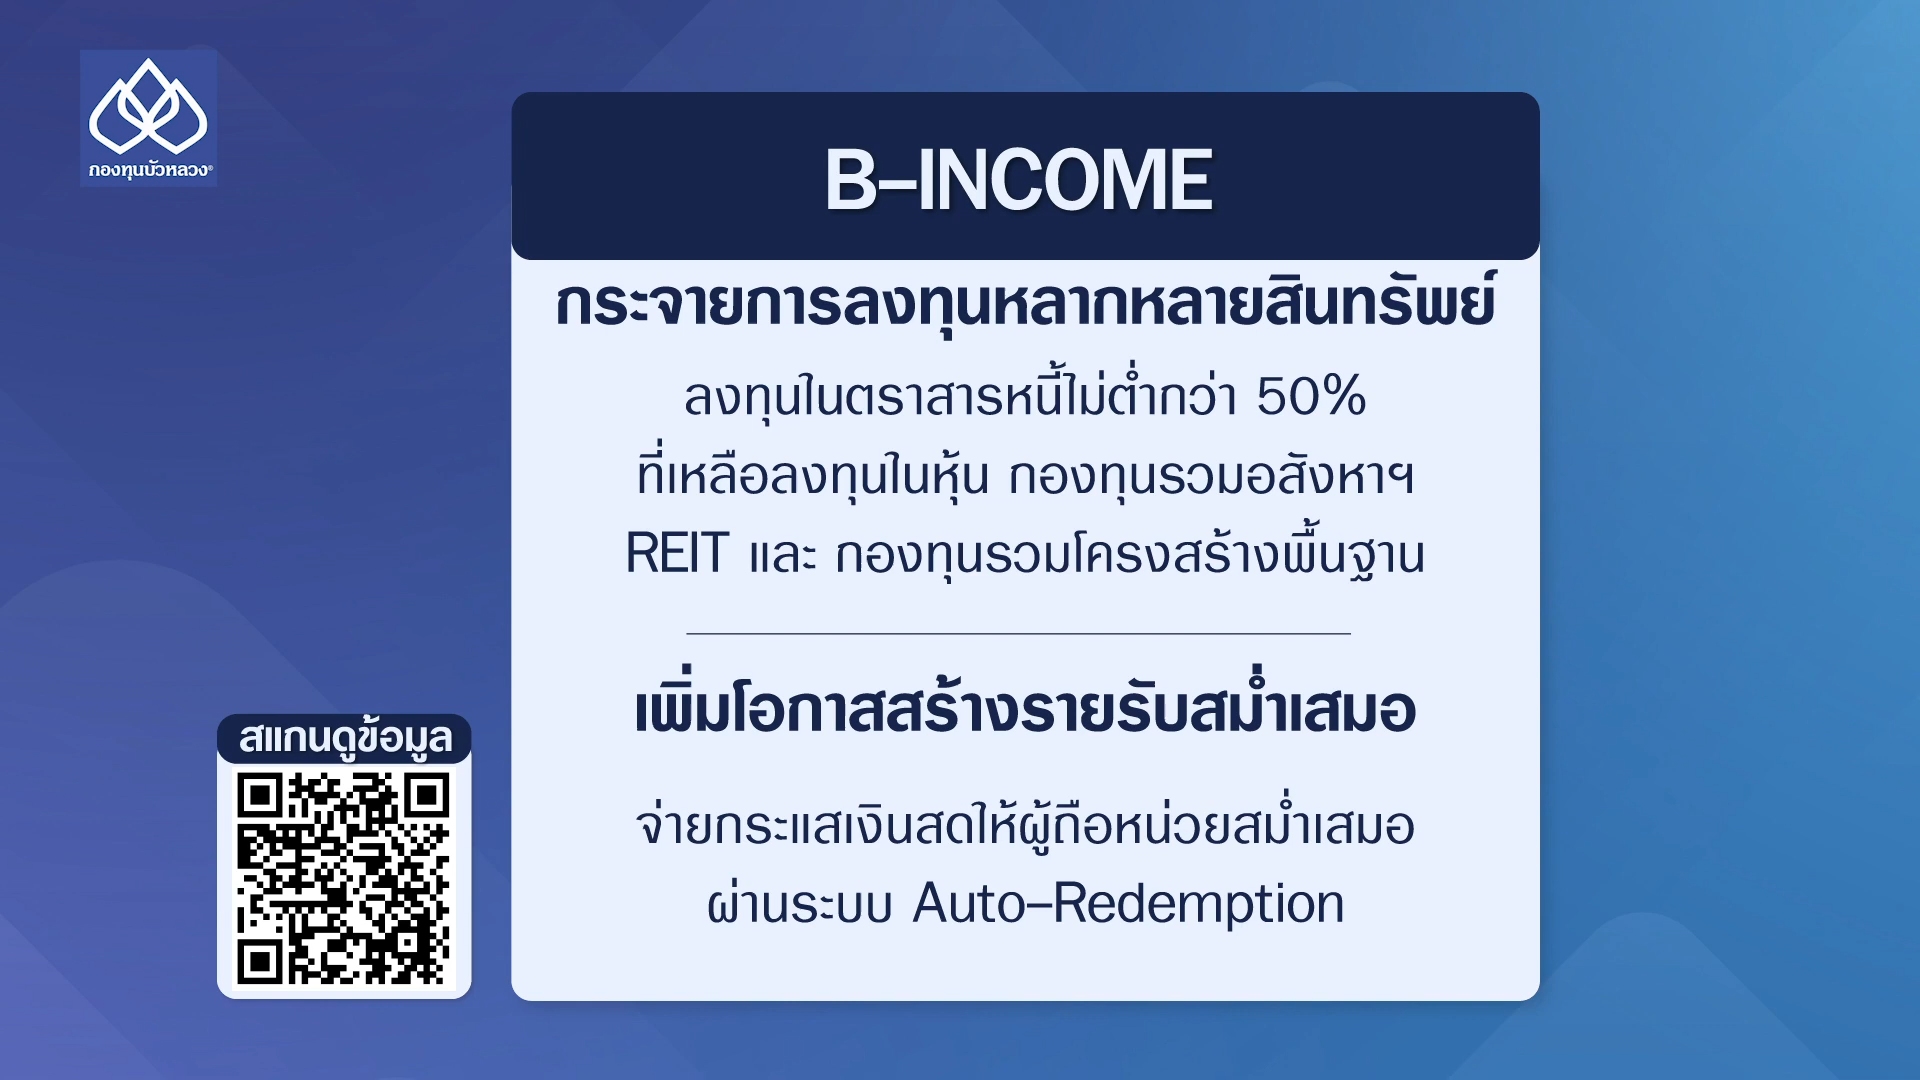 กองทุนบัวหลวง®
B-INCOME
กระจายการลงทุนหลากหลายสินทรัพย์
ลงทุนในตราสารหนี้ไม่ต่ำกว่า 50%
ที่เหลือลงทุนในหุ้น กองทุนรวมอสังหาฯ
REIT และ กองทุนรวมโครงสร้างพื้นฐาน
เพิ่มโอกาสสร้างรายรับสม่ำเสมอ
จ่ายกระแสเงินสดให้ผู้ถือหน่วยสม่ำเสมอ
ผ่านระบบ Auto-Redemption
สแกนดูข้อมูล